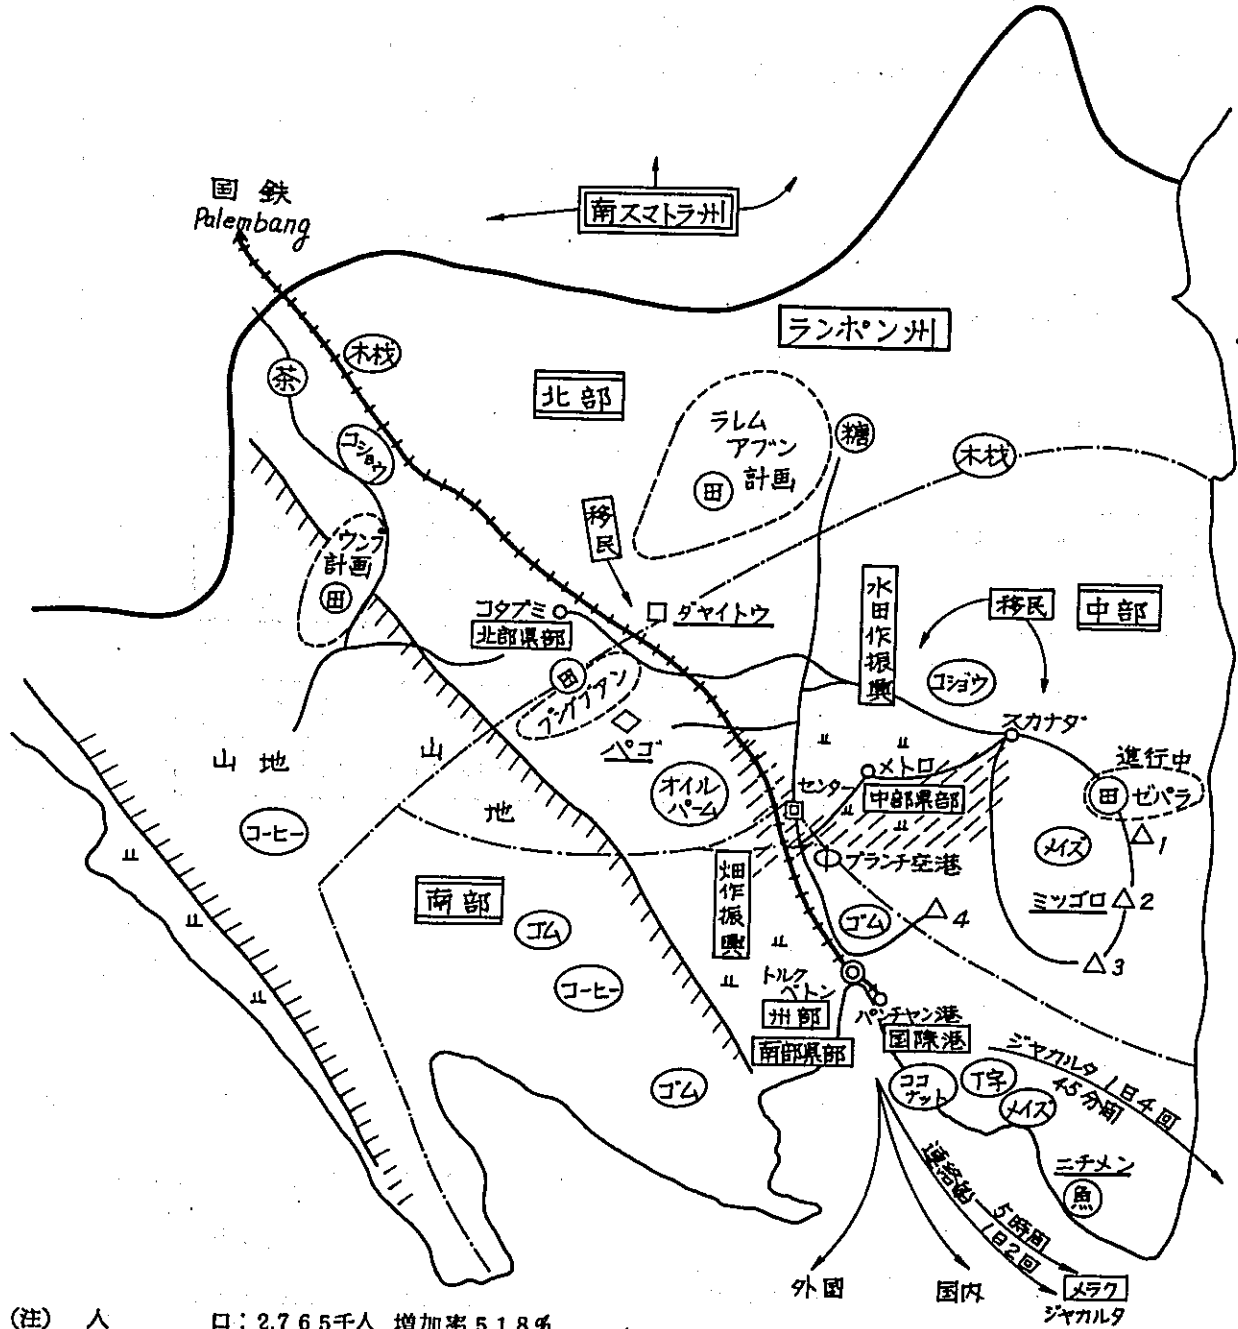 国鉄
Palembang
南スマトラ州
ランポン州
木材
茶
北部
ラレム
アブン
計画
田
糖
木材
コショウ
移民
ウンプ
計画
田
コタブミ
北部県部
ダヤイトウ
水田作振興
移民
中部
田
プンゲブアン
コショウ
スカナダ
山地
山
地
パゴ
オイル
パーム
センター
メトロ
中部県部
進行中
田 ゼパラ
コーヒー
畑作振興
ブランチ空港
メイズ
1
南部
ゴム
ゴム
4
ミツゴロ
2
3
コーヒー
トルク
ベトン
州部
南部県部
パンチャン港
国際港
ゴム
ココ
ナット
丁字
メイズ
ジャカルタ 1日4回
45分間
ニチメン
魚
連絡船 5時間
1日2回
外国
国内
メラク
ジャカルタ
(注) 人口:2,765千人 増加率5.18%